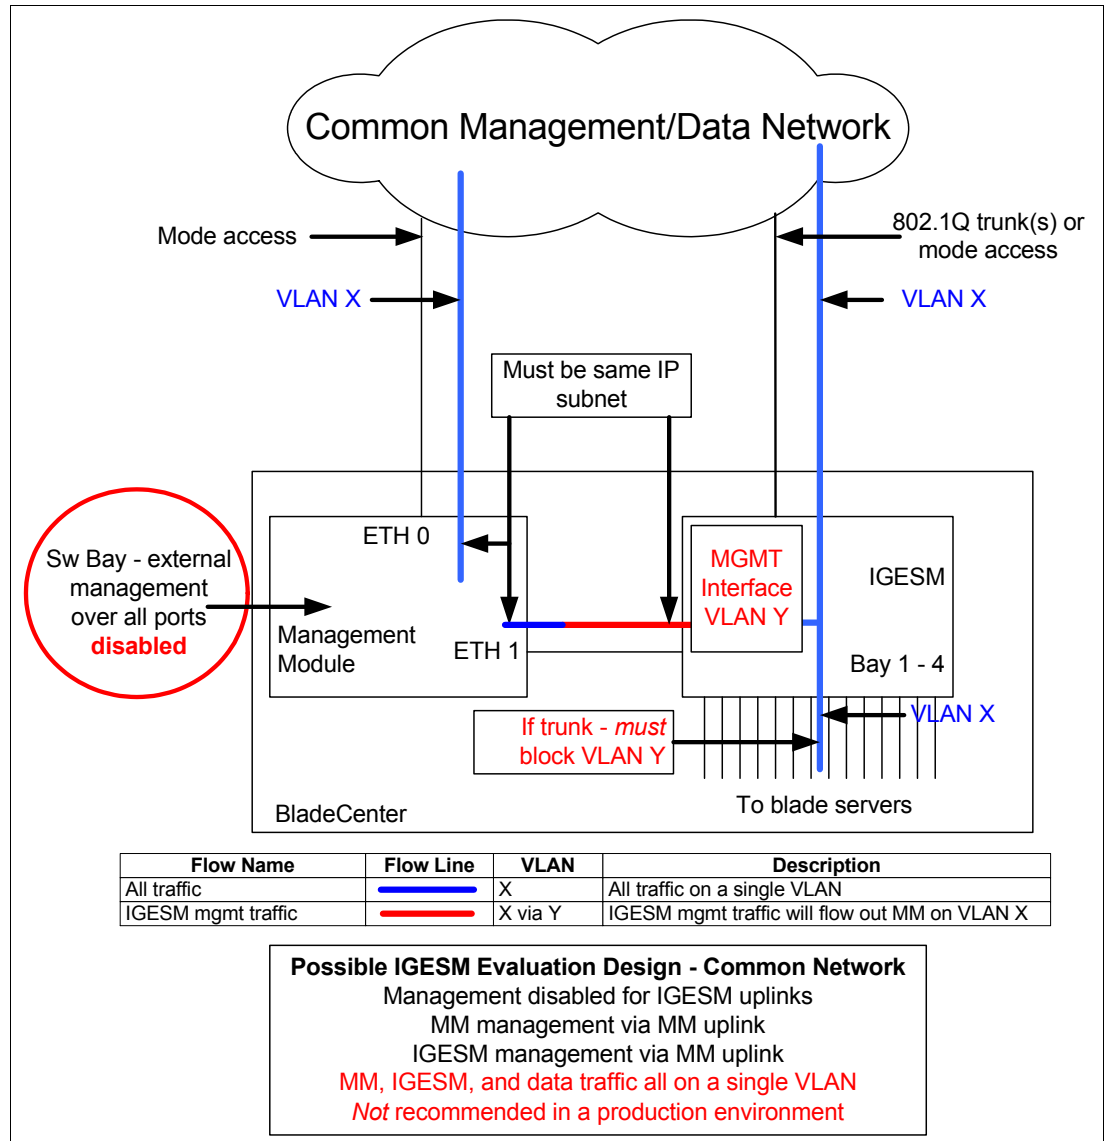 Common Management/Data Network
Mode access
802.1Q trunk(s) or
mode access
VLAN X
VLAN X
Must be same IP
subnet
Sw Bay - external
management
over all ports
disabled
ETH 0
Management
Module
ETH 1
MGMT
Interface
VLAN Y
IGESM
Bay 1 - 4
VLAN X
If trunk - must
block VLAN Y
To blade servers
BladeCenter
Flow Name Flow Line VLAN Description
All traffic X All traffic on a single VLAN
IGESM mgmt traffic X via Y IGESM mgmt traffic will flow out MM on VLAN X
Possible IGESM Evaluation Design - Common Network
Management disabled for IGESM uplinks
MM management via MM uplink
IGESM management via MM uplink
MM, IGESM, and data traffic all on a single VLAN
Not recommended in a production environment